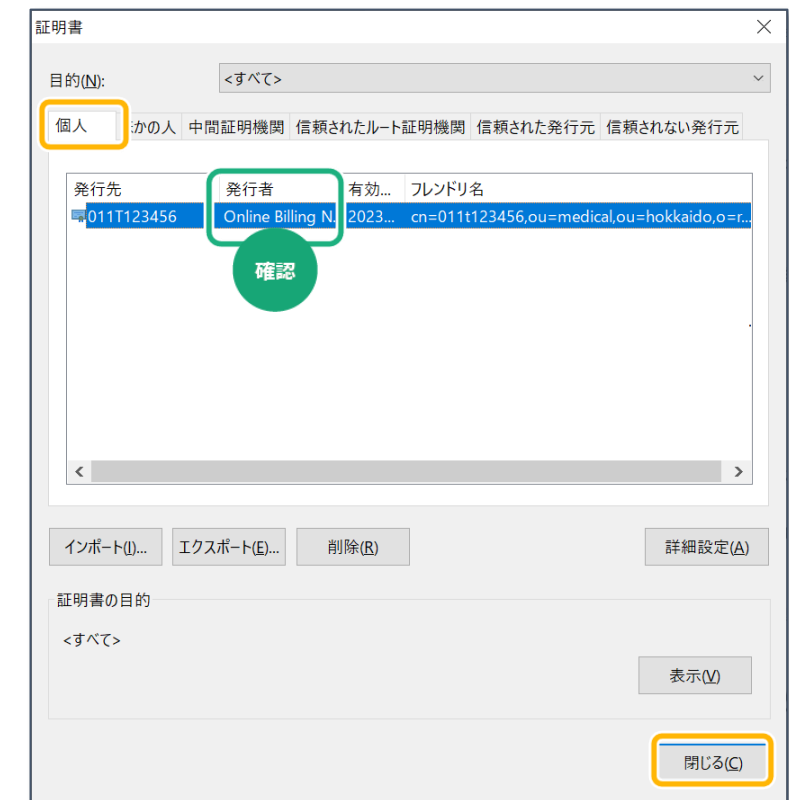 証明書
目的(N):
<すべて>
個人
かの人
中間証明機関
信頼されたルート証明機関
信頼された発行元
信頼されない発行元
発行先
発行者
有効...
フレンドリ名
011T123456
Online Billing N.
2023...
cn=011t123456,ou=medical,ou=hokkaido,o=r...
確認
インポート(I)...
エクスポート(E)...
削除(R)
詳細設定(A)
証明書の目的
<すべて>
表示(V)
閉じる(C)